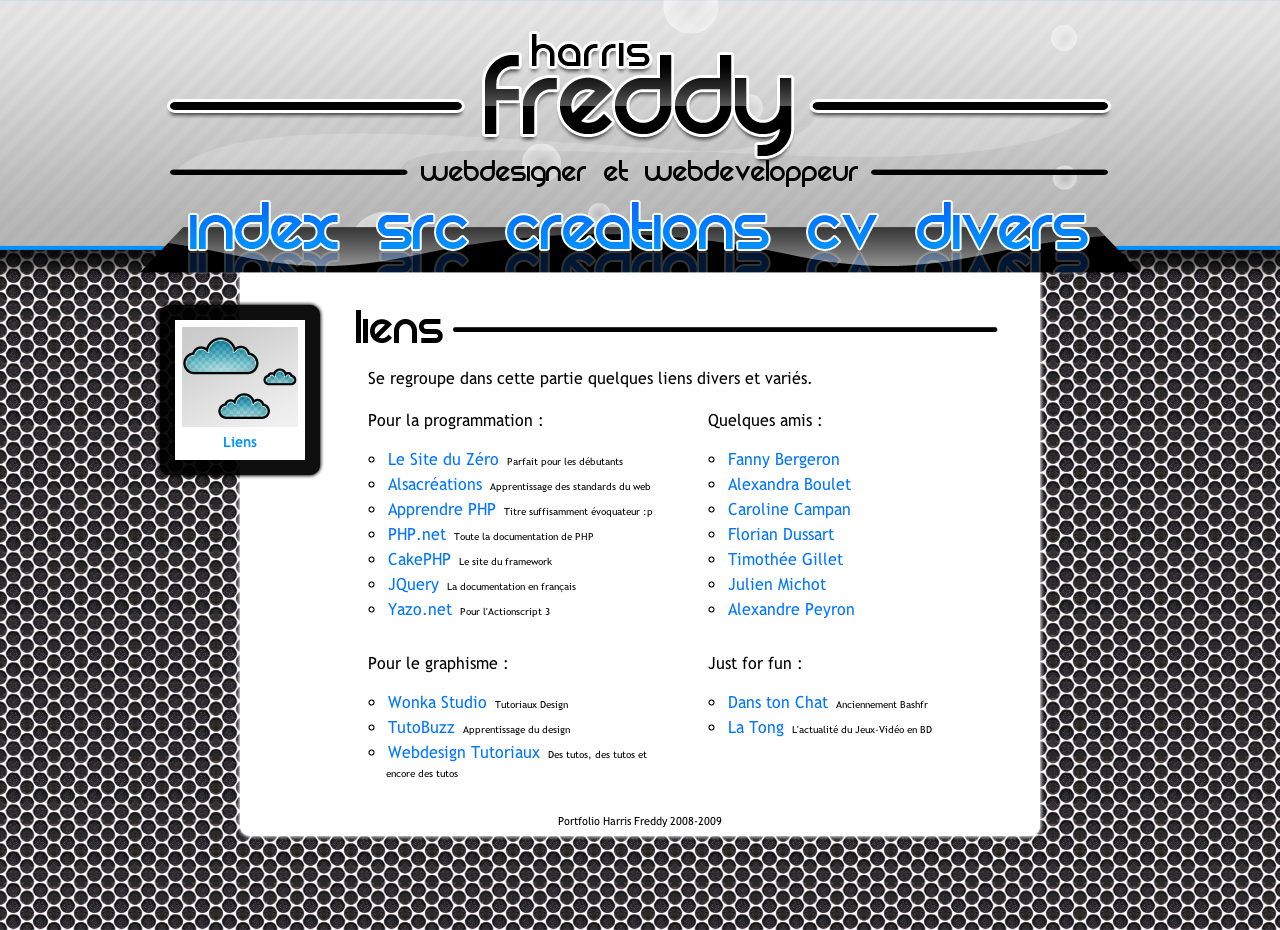 harris
freddy
webdesigner et webdeveloppeur
index src creations cv divers
liens
Liens
Se regroupe dans cette partie quelques liens divers et variés.
Pour la programmation :
Le Site du Zéro Parfait pour les débutants
Alsacréations Apprentissage des standards du web
Apprendre PHP Titre suffisamment évoquateur :p
PHP.net Toute la documentation de PHP
CakePHP Le site du framework
JQuery La documentation en français
Yazo.net Pour l'Actionscript 3
Quelques amis :
Fanny Bergeron
Alexandra Boulet
Caroline Campan
Florian Dussart
Timothée Gillet
Julien Michot
Alexandre Peyron
Pour le graphisme :
Wonka Studio Tutoriaux Design
TutoBuzz Apprentissage du design
Webdesign Tutoriaux Des tutos, des tutos et
encore des tutos
Just for fun :
Dans ton Chat Anciennement Bashfr
La Tong L'actualité du Jeux-Vidéo en BD
Portfolio Harris Freddy 2008-2009